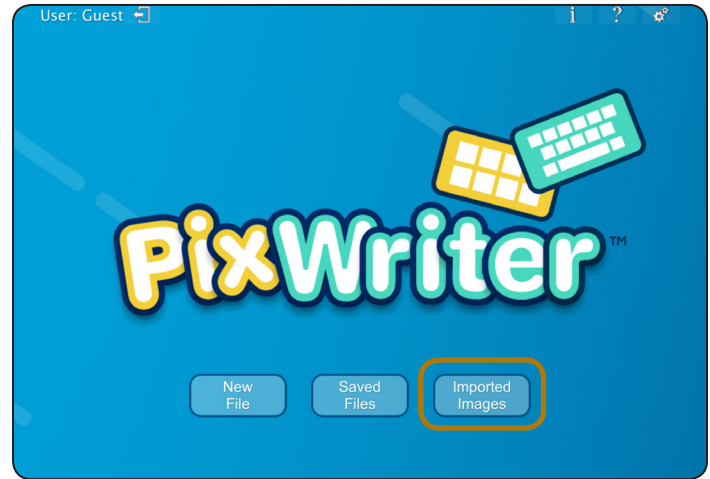 User: Guest
i ?
PixWriter™
New
File
Saved
Files
Imported
Images